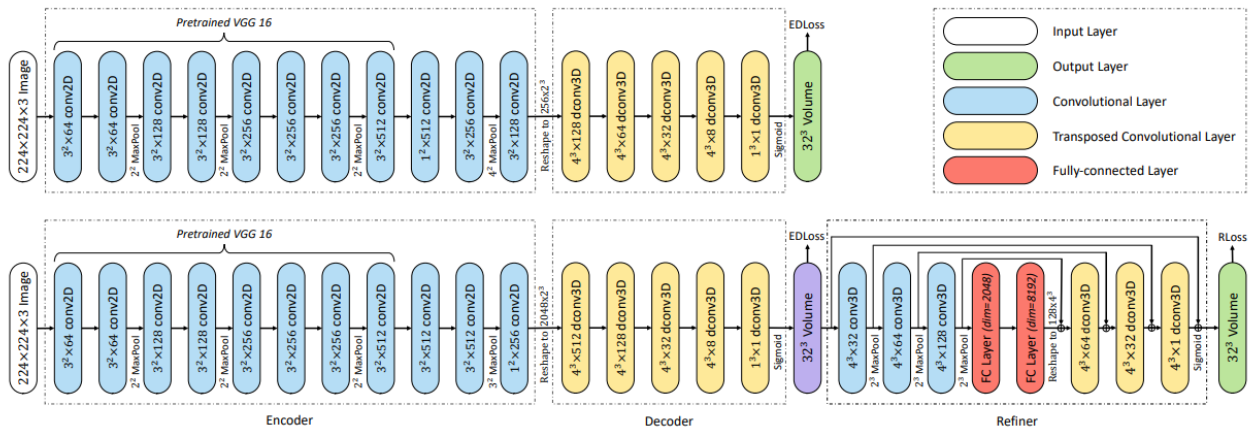 Pretrained VGG 16
EDLoss
224×224×3 Image
3²×64 conv2D
3²×64 conv2D
2² MaxPool
3²×128 conv2D
3²×128 conv2D
2² MaxPool
3²×256 conv2D
3²×256 conv2D
3²×256 conv2D
2² MaxPool
3²×512 conv2D
1²×512 conv2D
3²×256 conv2D
4² MaxPool
3²×128 conv2D
Reshape to 256x2³
4³×128 dconv3D
4³×64 dconv3D
4³×32 dconv3D
4³×8 dconv3D
1³×1 dconv3D
Sigmoid
32³ Volume
Input Layer
Output Layer
Convolutional Layer
Transposed Convolutional Layer
Fully-connected Layer
Pretrained VGG 16
EDLoss
RLoss
224×224×3 Image
3²×64 conv2D
3²×64 conv2D
2² MaxPool
3²×128 conv2D
3²×128 conv2D
2² MaxPool
3²×256 conv2D
3²×256 conv2D
3²×256 conv2D
2² MaxPool
3²×512 conv2D
3²×512 conv2D
3²×512 conv2D
3² MaxPool
1²×256 conv2D
Reshape to 2048x2³
4³×512 dconv3D
4³×128 dconv3D
4³×32 dconv3D
4³×8 dconv3D
1³×1 dconv3D
Sigmoid
32³ Volume
4³×32 conv3D
2³ MaxPool
4³×64 conv3D
2³ MaxPool
4³×128 conv3D
2³ MaxPool
FC Layer (dim=2048)
FC Layer (dim=8192)
Reshape to 128x4³
4³×64 dconv3D
4³×32 dconv3D
4³×1 dconv3D
Sigmoid
32³ Volume
Encoder
Decoder
Refiner